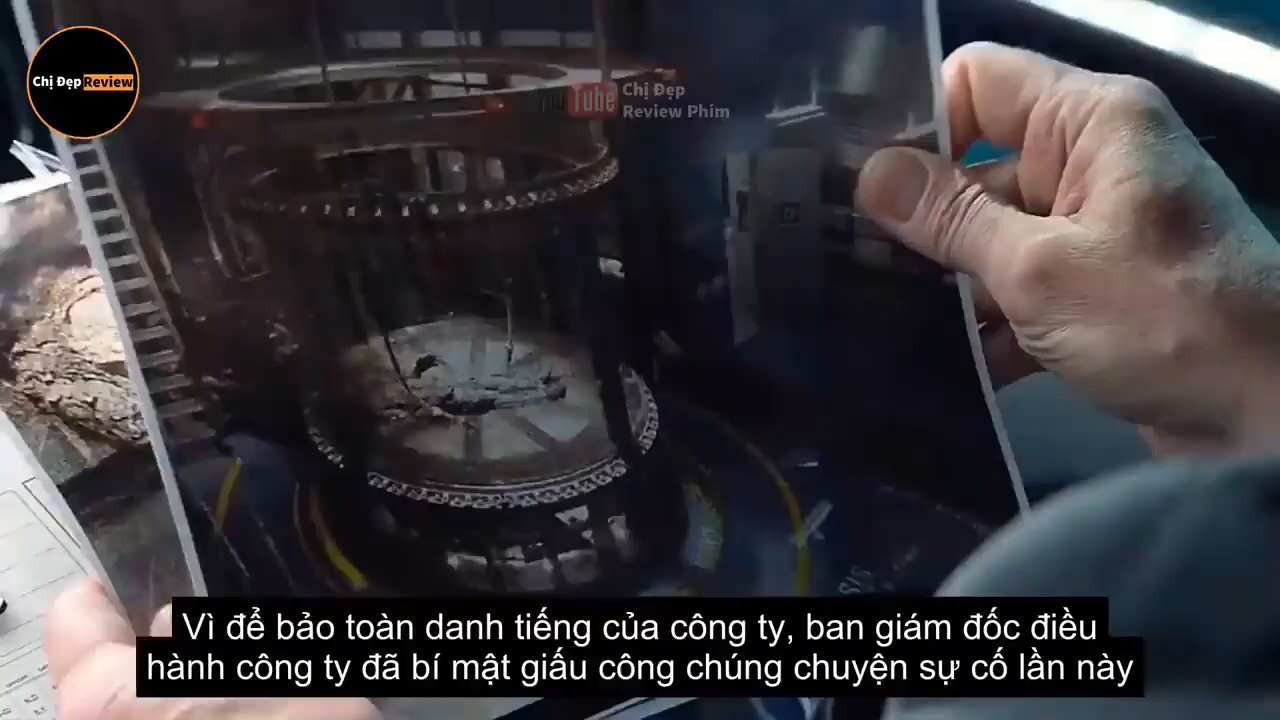 Chị Đẹp Review
YouTube Chị Đẹp
Review Phim
Vì để bảo toàn danh tiếng của công ty, ban giám đốc điều
hành công ty đã bí mật giấu công chúng chuyện sự cố lần này